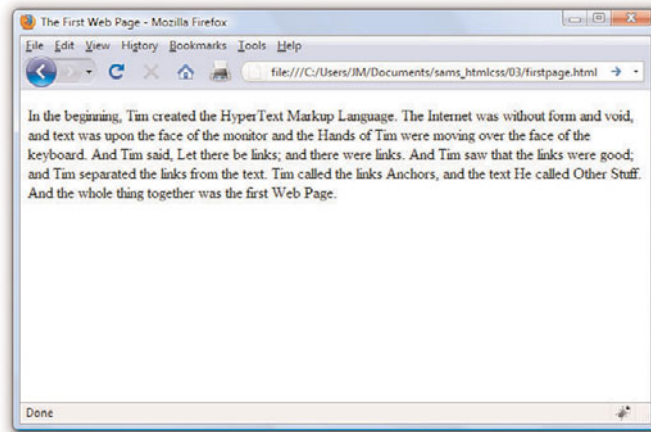 The First Web Page - Mozilla Firefox
File Edit View History Bookmarks Tools Help
file:///C:/Users/JM/Documents/sams_htmlcss/03/firstpage.html
In the beginning, Tim created the HyperText Markup Language. The Internet was without form and void,
and text was upon the face of the monitor and the Hands of Tim were moving over the face of the
keyboard. And Tim said, Let there be links; and there were links. And Tim saw that the links were good;
and Tim separated the links from the text. Tim called the links Anchors, and the text He called Other Stuff.
And the whole thing together was the first Web Page.
Done